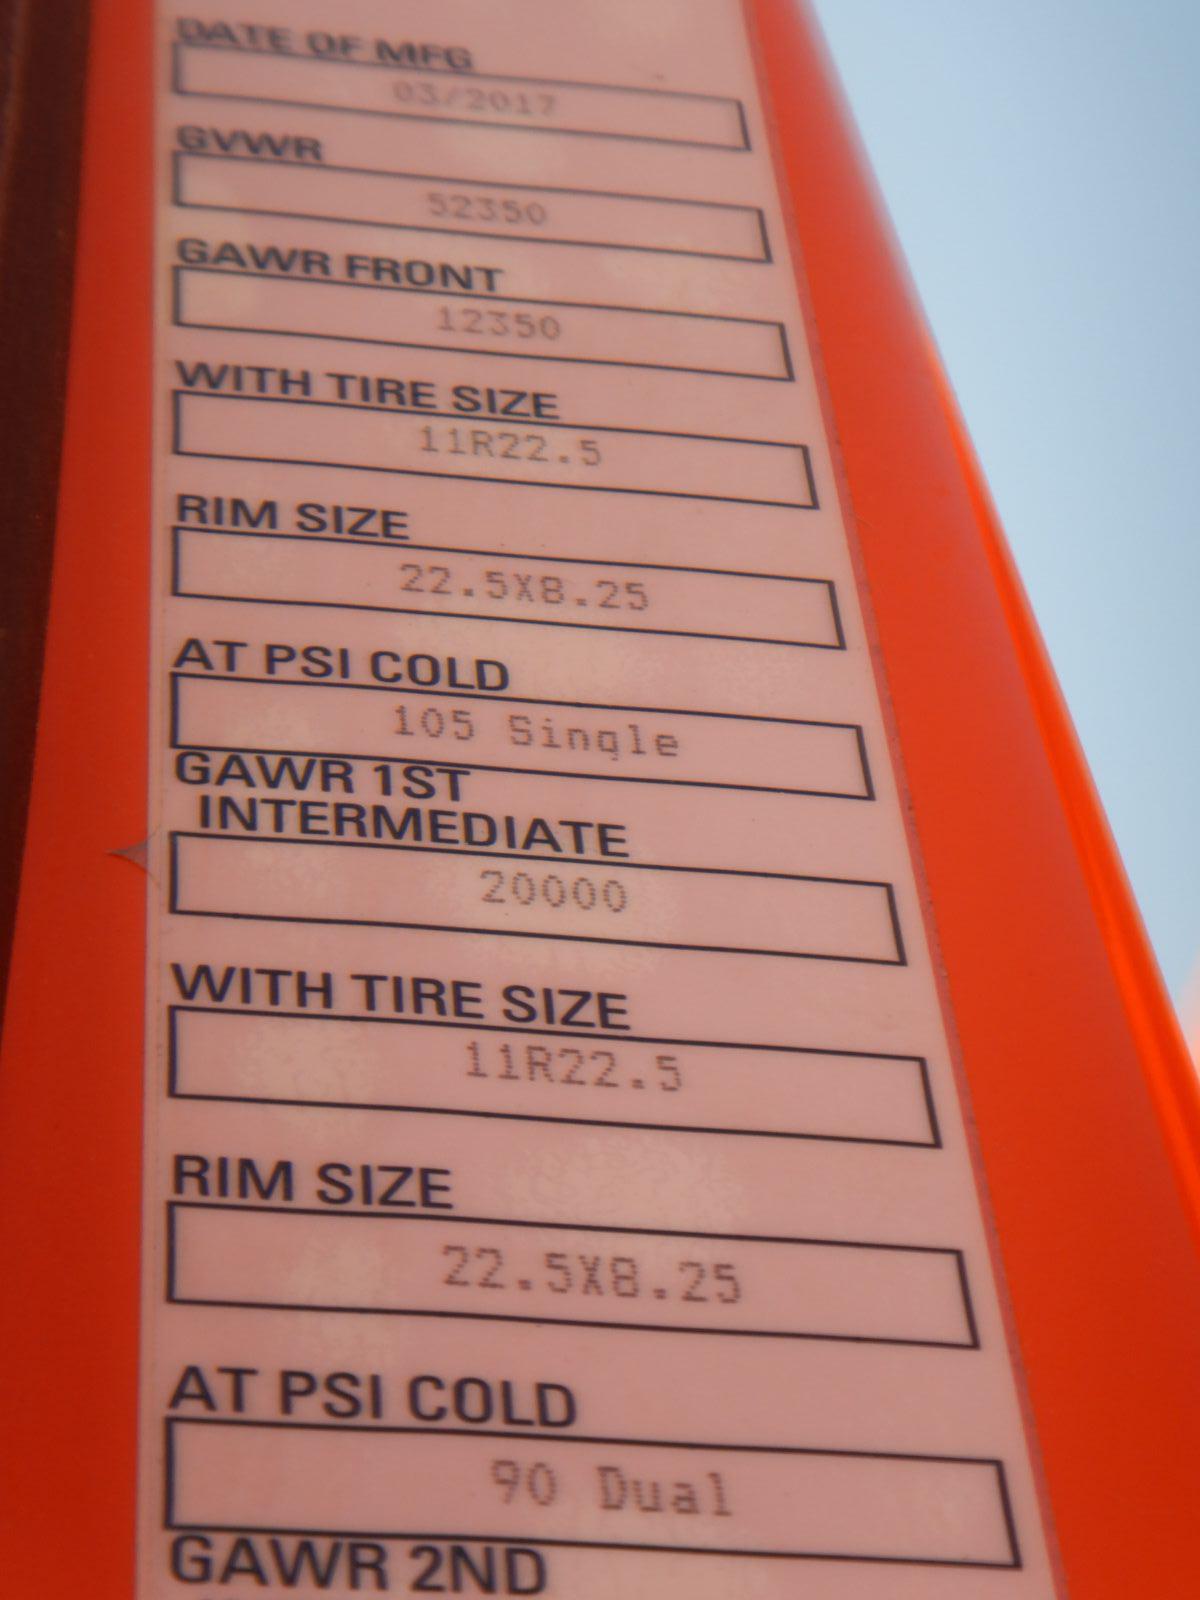 DATE OF MFG
03/2017
GVWR
52350
GAWR FRONT
12350
WITH TIRE SIZE
11R22.5
RIM SIZE
22.5X8.25
AT PSI COLD
105 Single
GAWR 1ST
INTERMEDIATE
20000
WITH TIRE SIZE
11R22.5
RIM SIZE
22.5X8.25
AT PSI COLD
90 Dual
GAWR 2ND